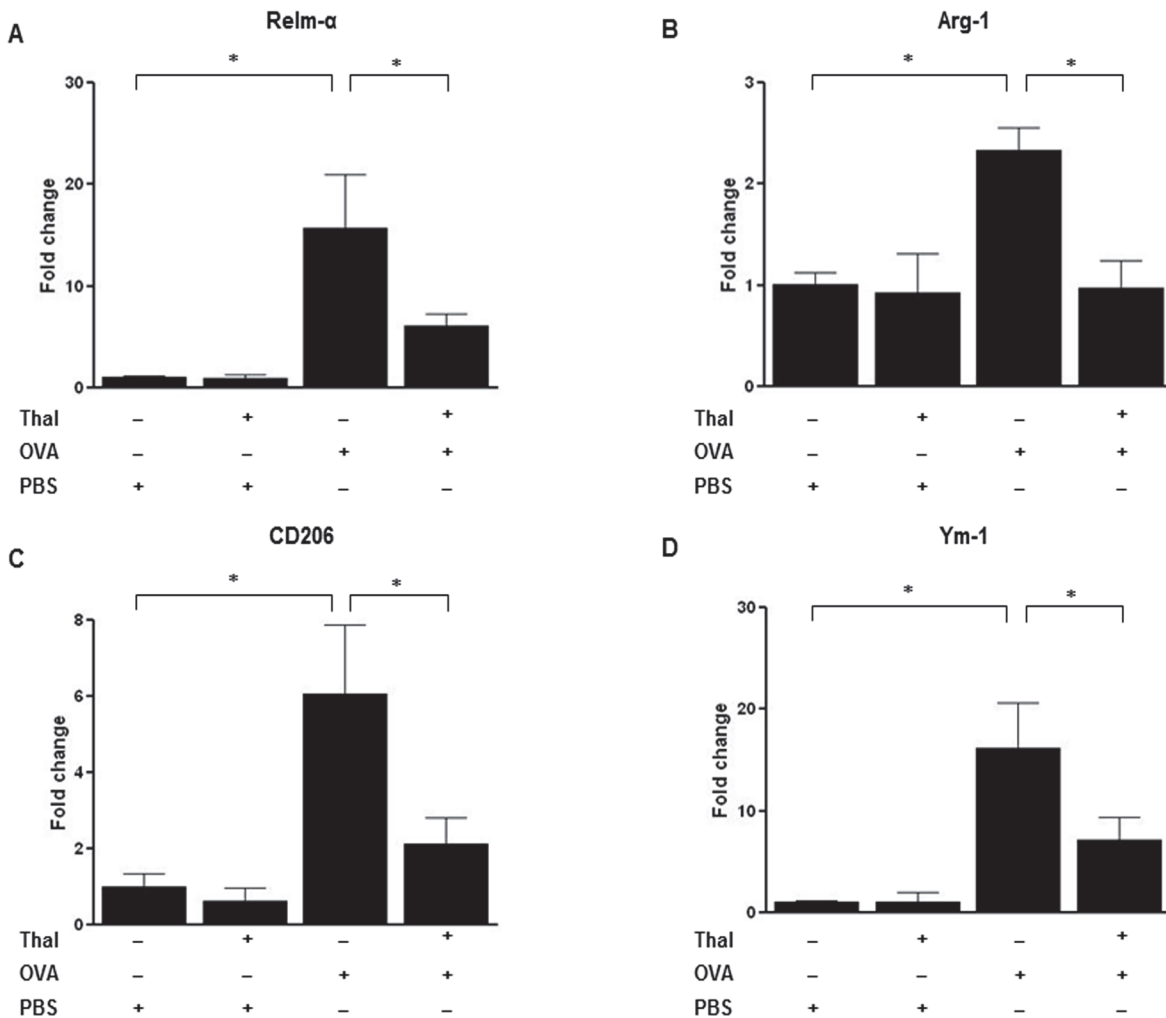 A
Relm-α
* *
30
20
10
0
Fold change
Thal – + – +
OVA – – + +
PBS + + – –
B
Arg-1
* *
3
2
1
0
Fold change
Thal – + – +
OVA – – + +
PBS + + – –
C
CD206
* *
8
6
4
2
0
Fold change
Thal – + – +
OVA – – + +
PBS + + – –
D
Ym-1
* *
30
20
10
0
Fold change
Thal – + – +
OVA – – + +
PBS + + – –